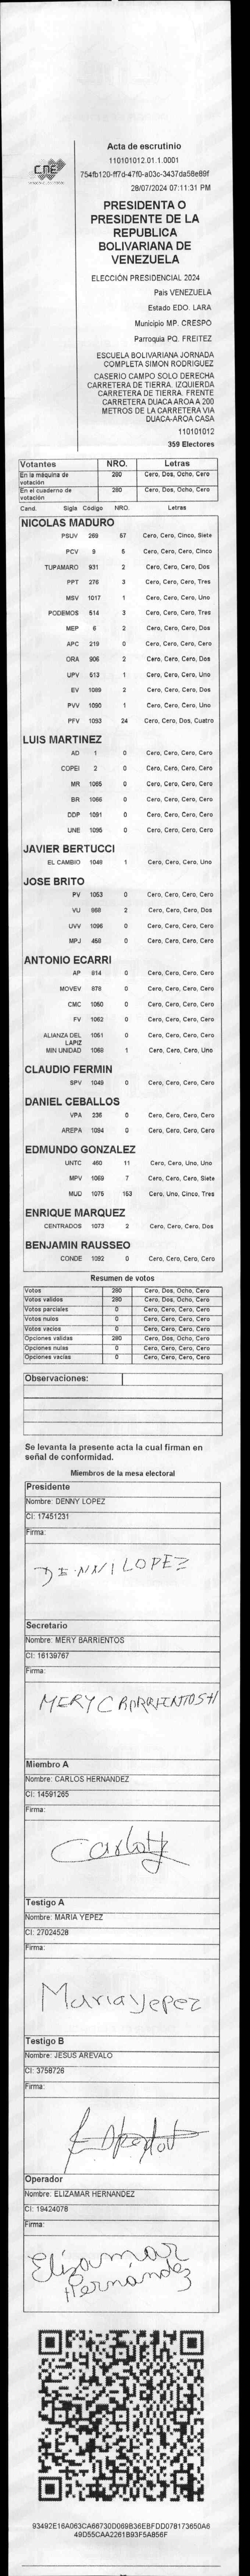 CNE
Acta de escrutinio
110101012.01.1.0001
754fb120-ff7d-47f0-a03c-3437da58e89f
28/07/2024 07:11:31 PM
PRESIDENTA O
PRESIDENTE DE LA
REPUBLICA
BOLIVARIANA DE
VENEZUELA
ELECCIÓN PRESIDENCIAL 2024
Pais VENEZUELA
Estado EDO. LARA
Municipio MP. CRESPO
Parroquia PQ. FREITEZ
ESCUELA BOLIVARIANA JORNADA
COMPLETA SIMON RODRIGUEZ
CASERIO CAMPO SOLO DERECHA
CARRETERA DE TIERRA. IZQUIERDA
CARRETERA DE TIERRA. FRENTE
CARRETERA DUACA AROA A 200
METROS DE LA CARRETERA VIA
DUACA-AROA CASA
110101012
359 Electores
Votantes NRO. Letras
En la máquina de votación 280 Cero, Dos, Ocho, Cero
En el cuaderno de votación 280 Cero, Dos, Ocho, Cero
Cand. Sigla Código NRO. Letras
NICOLAS MADURO
PSUV 269 57 Cero, Cero, Cinco, Siete
PCV 9 5 Cero, Cero, Cero, Cinco
TUPAMARO 931 2 Cero, Cero, Cero, Dos
PPT 276 3 Cero, Cero, Cero, Tres
MSV 1017 1 Cero, Cero, Cero, Uno
PODEMOS 514 3 Cero, Cero, Cero, Tres
MEP 6 2 Cero, Cero, Cero, Dos
APC 219 0 Cero, Cero, Cero, Cero
ORA 906 2 Cero, Cero, Cero, Dos
UPV 613 1 Cero, Cero, Cero, Uno
EV 1089 2 Cero, Cero, Cero, Dos
PVV 1090 1 Cero, Cero, Cero, Uno
PFV 1093 24 Cero, Cero, Dos, Cuatro
LUIS MARTINEZ
AD 1 0 Cero, Cero, Cero, Cero
COPEI 2 0 Cero, Cero, Cero, Cero
MR 1065 0 Cero, Cero, Cero, Cero
BR 1066 0 Cero, Cero, Cero, Cero
DDP 1091 0 Cero, Cero, Cero, Cero
UNE 1095 0 Cero, Cero, Cero, Cero
JAVIER BERTUCCI
EL CAMBIO 1048 1 Cero, Cero, Cero, Uno
JOSE BRITO
PV 1053 0 Cero, Cero, Cero, Cero
VU 668 2 Cero, Cero, Cero, Dos
UVV 1096 0 Cero, Cero, Cero, Cero
MPJ 458 0 Cero, Cero, Cero, Cero
ANTONIO ECARRI
AP 814 0 Cero, Cero, Cero, Cero
MOVEV 878 0 Cero, Cero, Cero, Cero
CMC 1050 0 Cero, Cero, Cero, Cero
FV 1062 0 Cero, Cero, Cero, Cero
ALIANZA DEL LAPIZ 1051 0 Cero, Cero, Cero, Cero
MIN UNIDAD 1068 1 Cero, Cero, Cero, Uno
CLAUDIO FERMIN
SPV 1049 0 Cero, Cero, Cero, Cero
DANIEL CEBALLOS
VPA 236 0 Cero, Cero, Cero, Cero
AREPA 1094 0 Cero, Cero, Cero, Cero
EDMUNDO GONZALEZ
UNTC 460 11 Cero, Cero, Uno, Uno
MPV 1069 7 Cero, Cero, Cero, Siete
MUD 1075 153 Cero, Uno, Cinco, Tres
ENRIQUE MARQUEZ
CENTRADOS 1073 2 Cero, Cero, Cero, Dos
BENJAMIN RAUSSEO
CONDE 1092 0 Cero, Cero, Cero, Cero
Resumen de votos
Votos 280 Cero, Dos, Ocho, Cero
Votos validos 280 Cero, Dos, Ocho, Cero
Votos parciales 0 Cero, Cero, Cero, Cero
Votos nulos 0 Cero, Cero, Cero, Cero
Votos vacios 0 Cero, Cero, Cero, Cero
Opciones validas 280 Cero, Dos, Ocho, Cero
Opciones nulas 0 Cero, Cero, Cero, Cero
Opciones vacias 0 Cero, Cero, Cero, Cero
Observaciones:
Se levanta la presente acta la cual firman en
señal de conformidad.
Miembros de la mesa electoral
Presidente
Nombre: DENNY LOPEZ
CI: 17451231
Firma:
DENNI LOPEZ
Secretario
Nombre: MERY BARRIENTOS
CI: 16139767
Firma:
MERY C BARRIENTOS H
Miembro A
Nombre: CARLOS HERNANDEZ
CI: 14591265
Firma:
Testigo A
Nombre: MARIA YEPEZ
CI: 27024528
Firma:
Maria yepez
Testigo B
Nombre: JESUS AREVALO
CI: 3758726
Firma:
Operador
Nombre: ELIZAMAR HERNANDEZ
CI: 19424078
Firma:
Elizamar
Hernández
93492E16A063CA66730D069B36EBFDD078173650A6
49D55CAA2261B93F5A856F